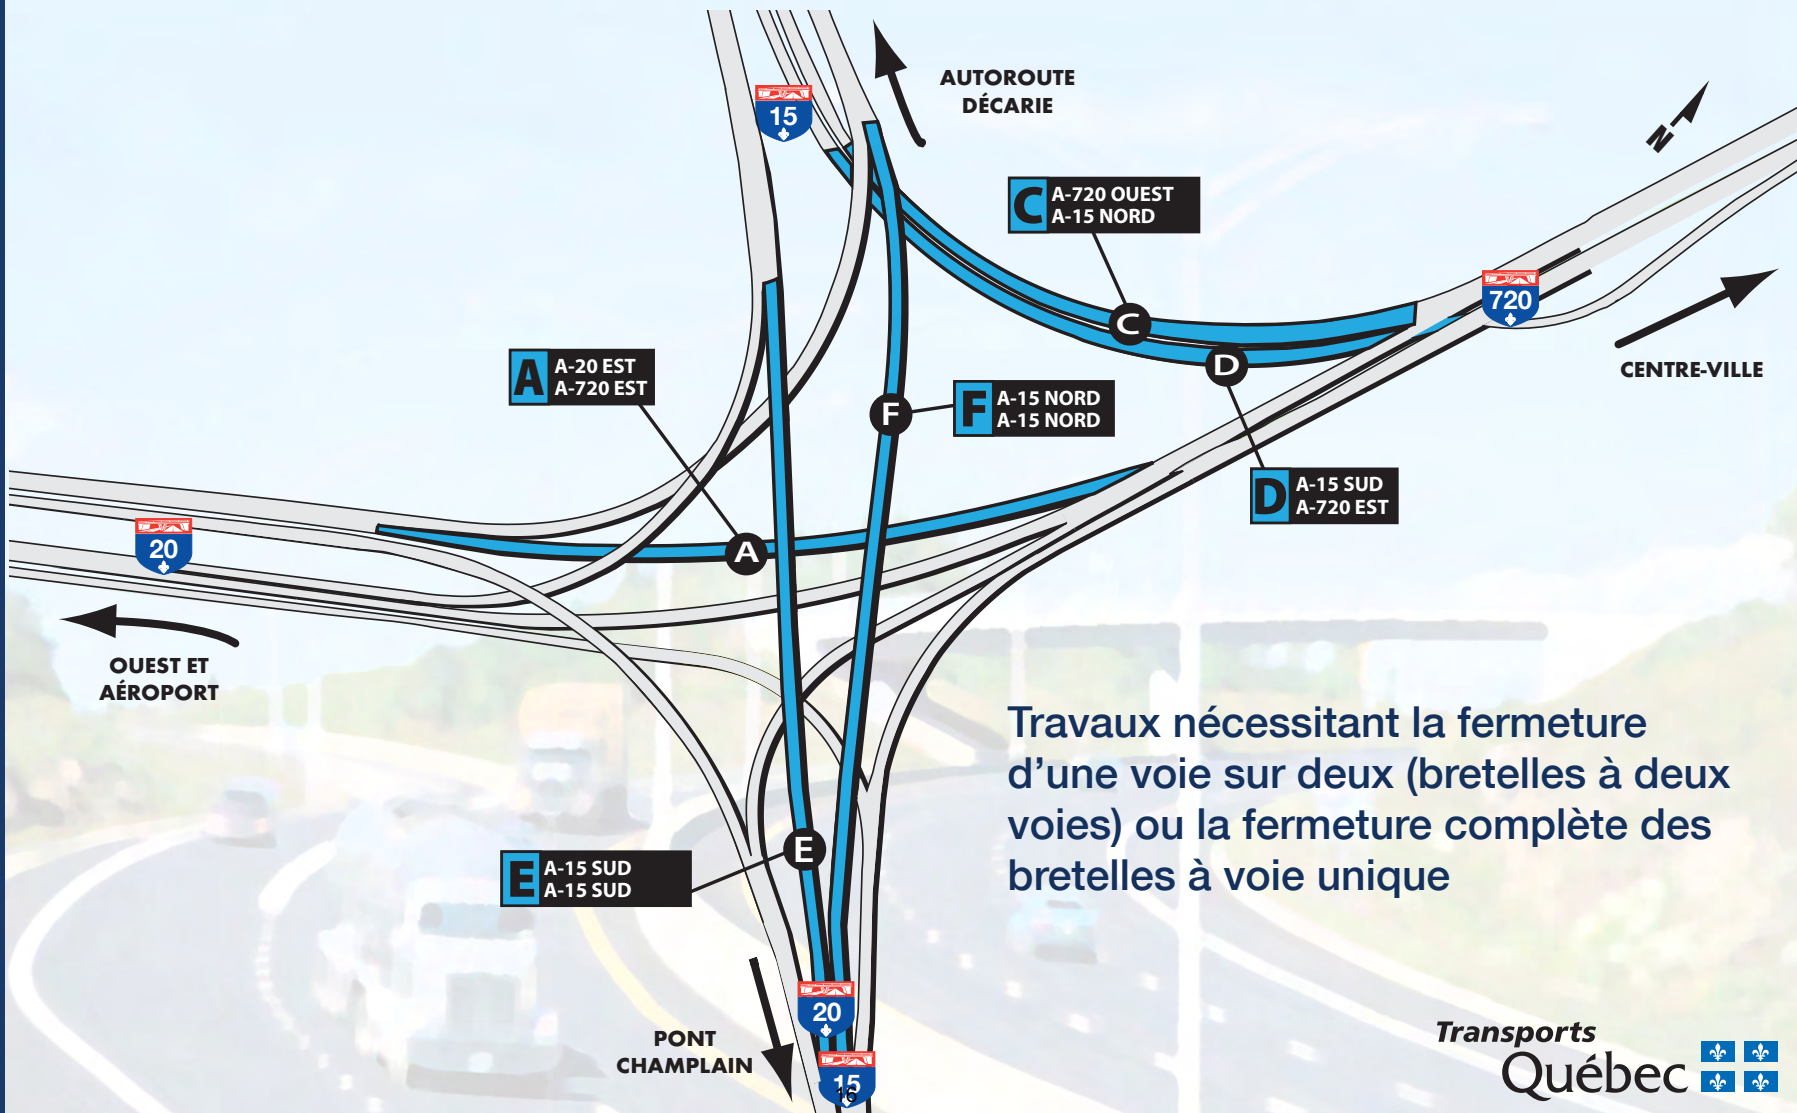 AUTOROUTE
DÉCARIE
15
N
C
A-720 OUEST
A-15 NORD
720
CENTRE-VILLE
A
A-20 EST
A-720 EST
C
D
F
F
A-15 NORD
A-15 NORD
D
A-15 SUD
A-720 EST
20
A
OUEST ET
AÉROPORT
Travaux nécessitant la fermeture
d’une voie sur deux (bretelles à deux
voies) ou la fermeture complète des
bretelles à voie unique
E
E
A-15 SUD
A-15 SUD
20
PONT
CHAMPLAIN
15
16
Transports
Québec